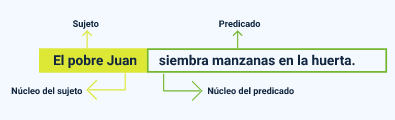 Sujeto Predicado
El pobre Juan siembra manzanas en la huerta.
Núcleo del sujeto Núcleo del predicado